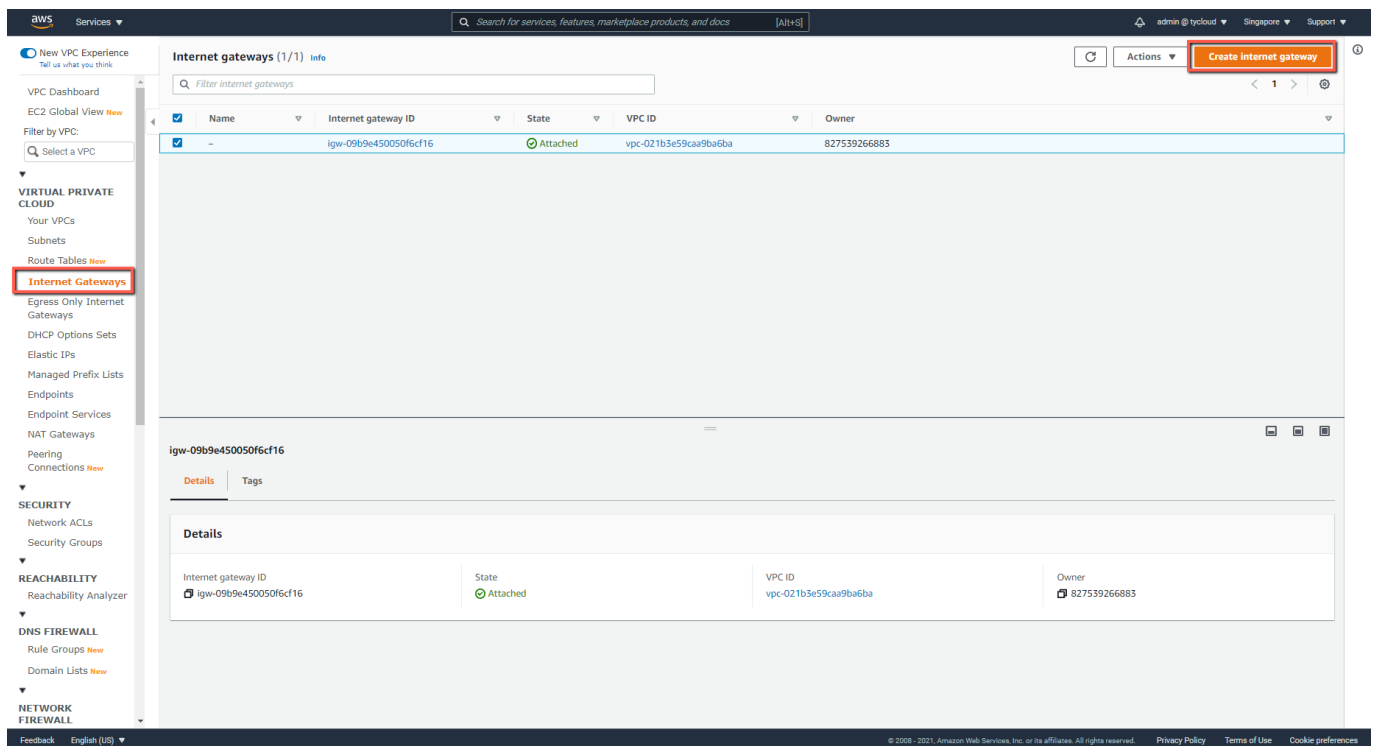 aws Services ▼ Search for services, features, marketplace products, and docs [Alt+S] admin @ tycloud ▼ Singapore ▼ Support ▼
New VPC Experience
Tell us what you think
VPC Dashboard
EC2 Global View New
Filter by VPC:
Select a VPC
VIRTUAL PRIVATE
CLOUD
Your VPCs
Subnets
Route Tables New
Internet Gateways
Egress Only Internet
Gateways
DHCP Options Sets
Elastic IPs
Managed Prefix Lists
Endpoints
Endpoint Services
NAT Gateways
Peering
Connections New
SECURITY
Network ACLs
Security Groups
REACHABILITY
Reachability Analyzer
DNS FIREWALL
Rule Groups New
Domain Lists New
NETWORK
FIREWALL
Internet gateways (1/1) Info Actions ▼ Create internet gateway
Filter internet gateways < 1 >
Name Internet gateway ID State VPC ID Owner
– igw-09b9e450050f6cf16 Attached vpc-021b3e59caa9ba6ba 827539266883
igw-09b9e450050f6cf16
Details Tags
Details
Internet gateway ID State VPC ID Owner
igw-09b9e450050f6cf16 Attached vpc-021b3e59caa9ba6ba 827539266883
Feedback English (US) ▼ © 2008 - 2021, Amazon Web Services, Inc. or its affiliates. All rights reserved. Privacy Policy Terms of Use Cookie preferences